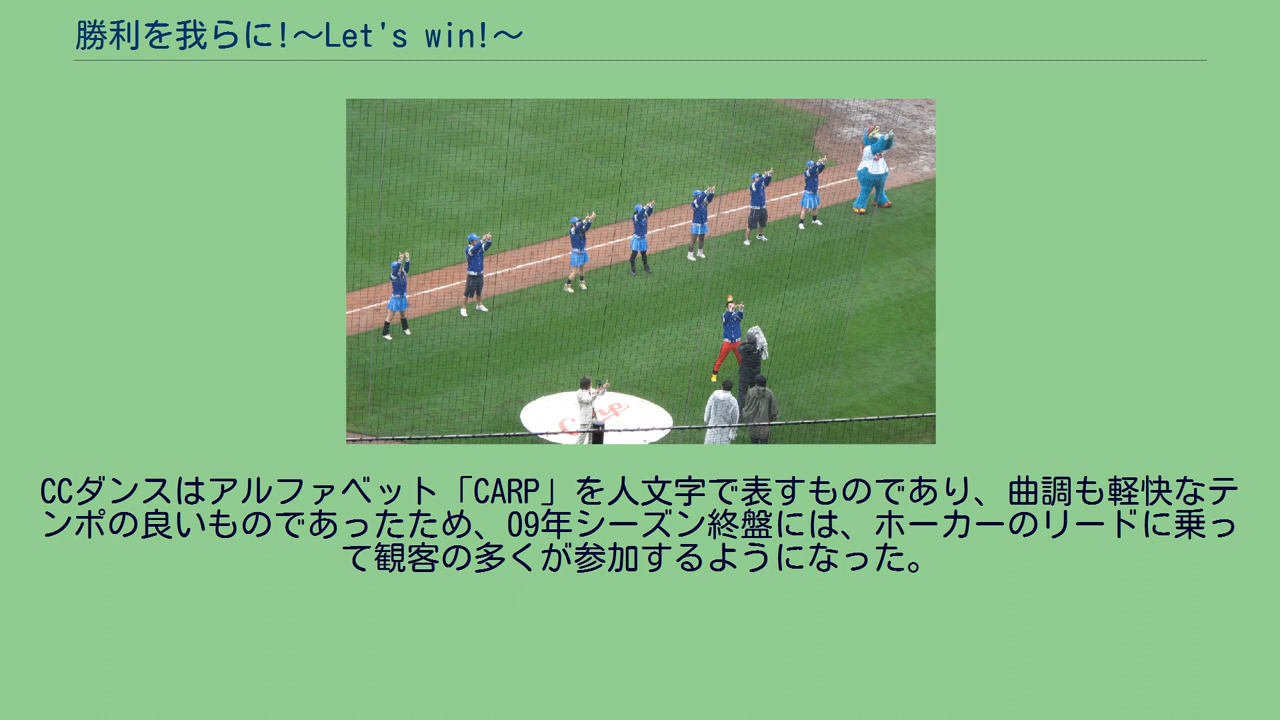 勝利を我らに!～Let's win!～
Carp
CCダンスはアルファベット「CARP」を人文字で表すものであり、曲調も軽快なテ
ンポの良いものであったため、09年シーズン終盤には、ホーカーのリードに乗っ
て観客の多くが参加するようになった。